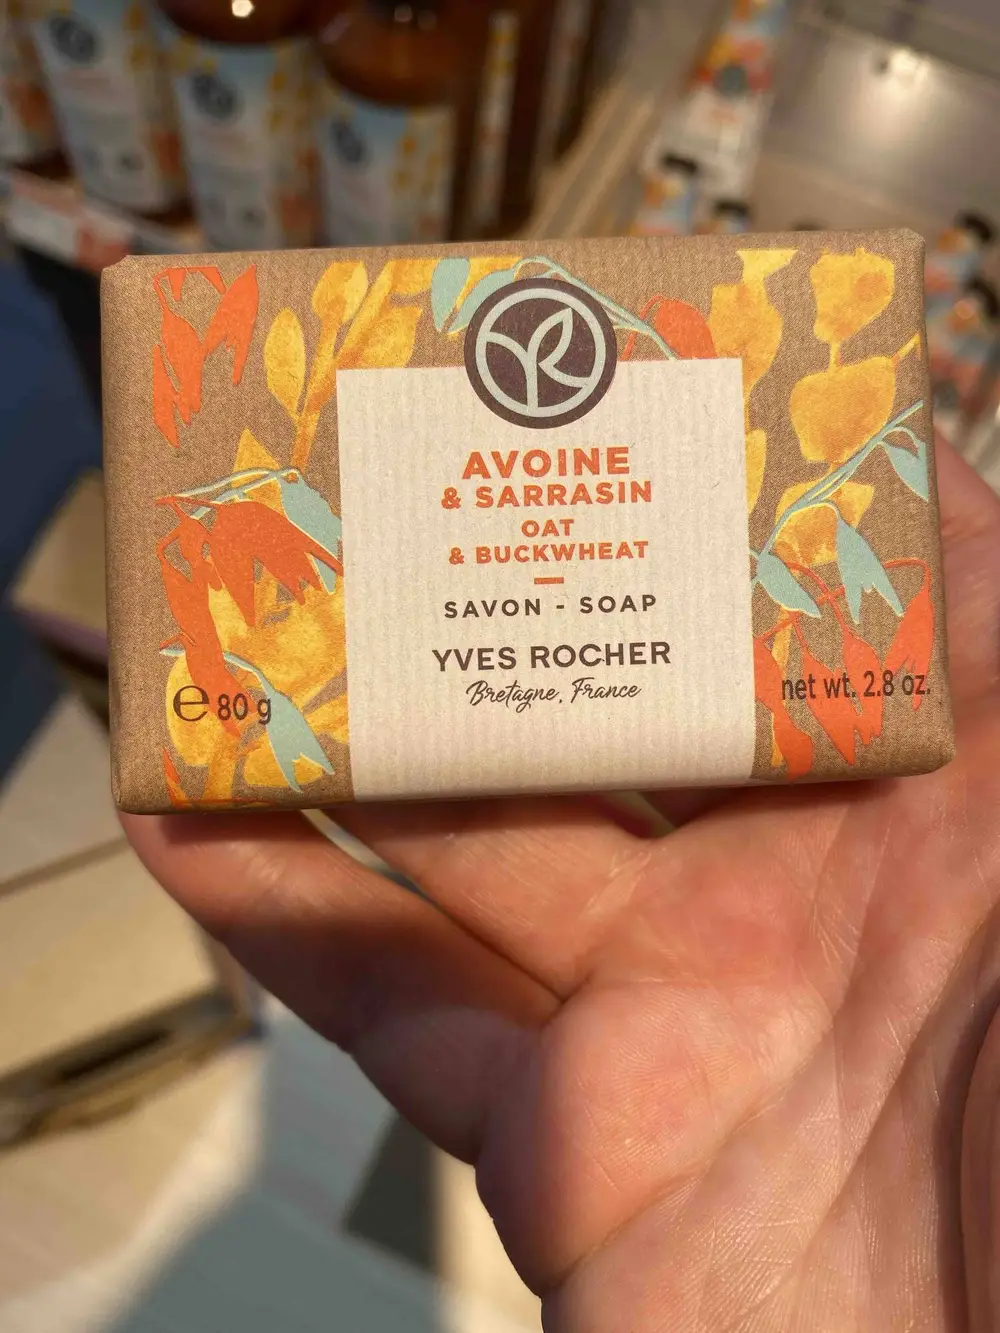 AVOINE
& SARRASIN
OAT
& BUCKWHEAT
SAVON - SOAP
YVES ROCHER
Bretagne, France
℮ 80 g
net wt. 2.8 oz.